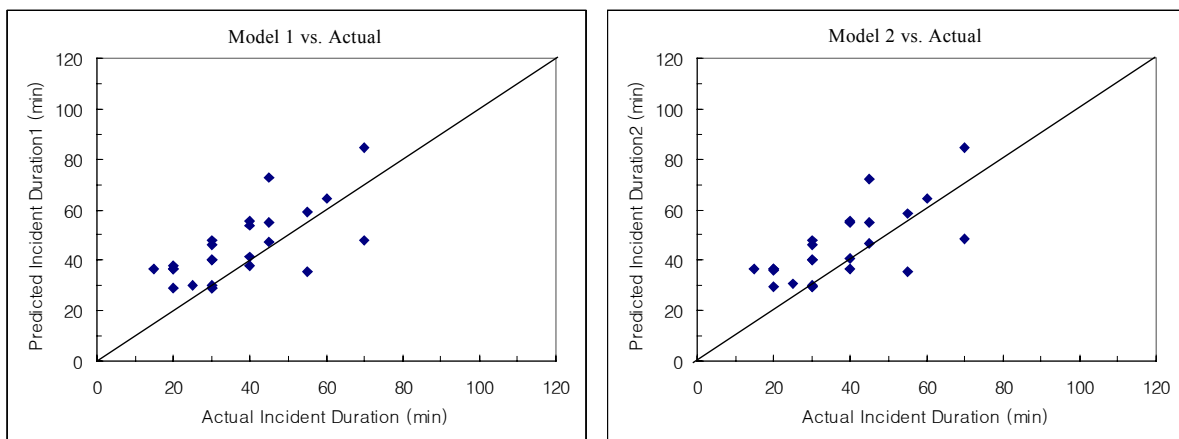 Model 1 vs. Actual
Predicted Incident Duration1 (min)
120
100
80
60
40
20
0
0 20 40 60 80 100 120
Actual Incident Duration (min)
Model 2 vs. Actual
Predicted Incident Duration2 (min)
120
100
80
60
40
20
0
0 20 40 60 80 100 120
Actual Incident Duration (min)